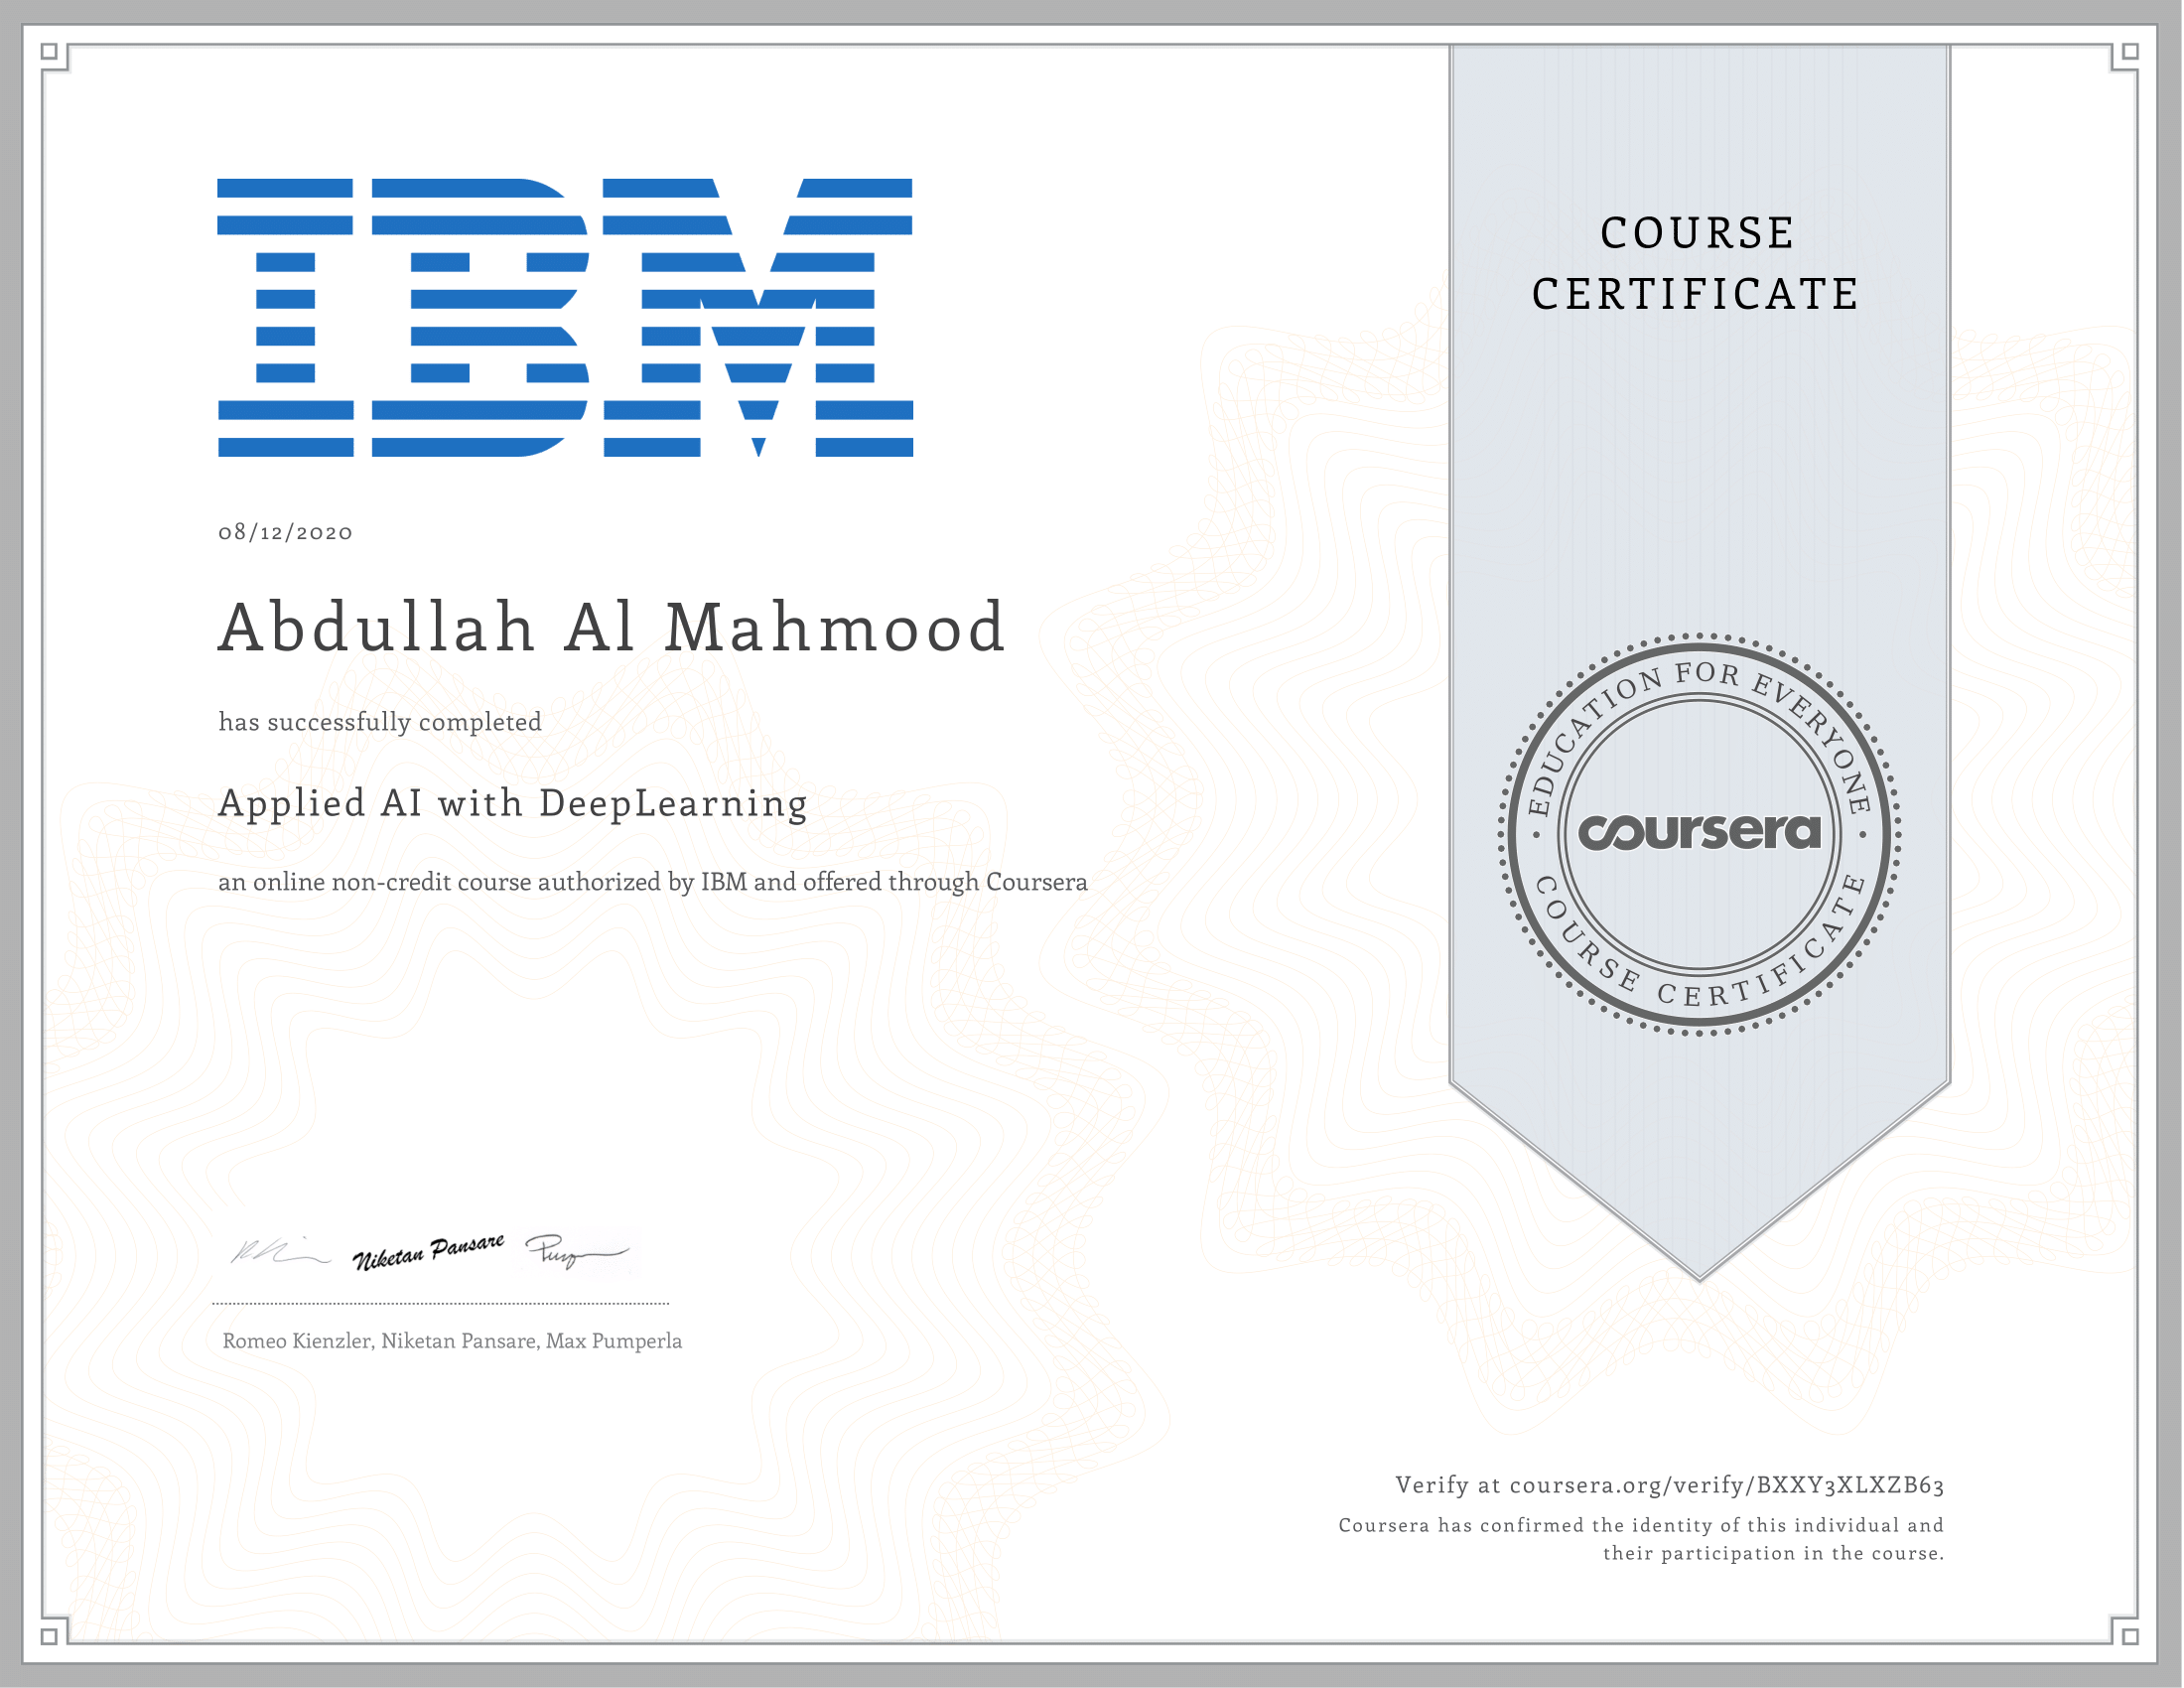 IBM
COURSE
CERTIFICATE
08/12/2020
Abdullah Al Mahmood
has successfully completed
Applied AI with DeepLearning
an online non-credit course authorized by IBM and offered through Coursera
EDUCATION FOR EVERYONE
coursera
COURSE CERTIFICATE
Niketan Pansare
Romeo Kienzler, Niketan Pansare, Max Pumperla
Verify at coursera.org/verify/BXXY3XLXZB63
Coursera has confirmed the identity of this individual and
their participation in the course.